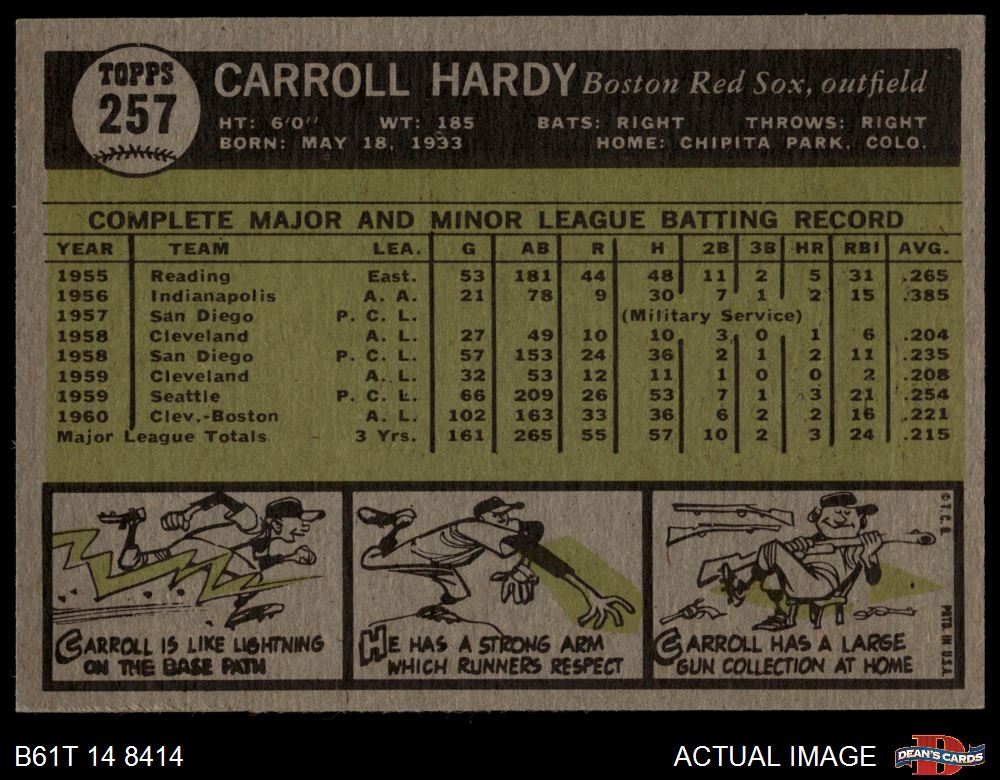 TOPPS
257
CARROLL HARDY Boston Red Sox, outfield
HT: 6'0" WT: 185 BATS: RIGHT THROWS: RIGHT
BORN: MAY 18, 1933 HOME: CHIPITA PARK, COLO.
COMPLETE MAJOR AND MINOR LEAGUE BATTING RECORD
YEAR TEAM LEA. G AB R H 2B 3B HR RBI AVG.
1955 Reading East. 53 181 44 48 11 2 5 31 .265
1956 Indianapolis A. A. 21 78 9 30 7 1 2 15 .385
1957 San Diego P. C. L. (Military Service)
1958 Cleveland A. L. 27 49 10 10 3 0 1 6 .204
1958 San Diego P. C. L. 57 153 24 36 2 1 2 11 .235
1959 Cleveland A. L. 32 53 12 11 1 0 0 2 .208
1959 Seattle P. C. L. 66 209 26 53 7 1 3 21 .254
1960 Clev.-Boston A. L. 102 163 33 36 6 2 2 16 .221
Major League Totals 3 Yrs. 161 265 55 57 10 2 3 24 .215
CARROLL IS LIKE LIGHTNING
ON THE BASE PATH
HE HAS A STRONG ARM
WHICH RUNNERS RESPECT
CARROLL HAS A LARGE
GUN COLLECTION AT HOME
© T.C.G.
PRTD. IN U.S.A.
B61T 14 8414 ACTUAL IMAGE
D
DEAN'S CARDS